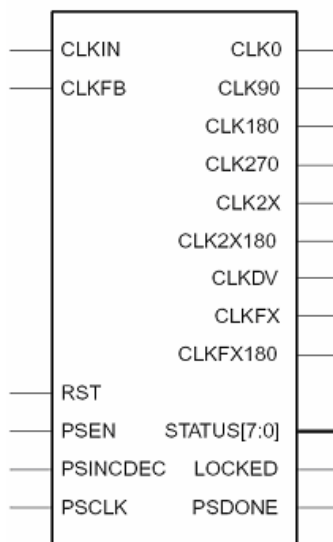 CLKIN CLK0
CLKFB CLK90
CLK180
CLK270
CLK2X
CLK2X180
CLKDV
CLKFX
CLKFX180
RST
PSEN STATUS[7:0]
PSINCDEC LOCKED
PSCLK PSDONE